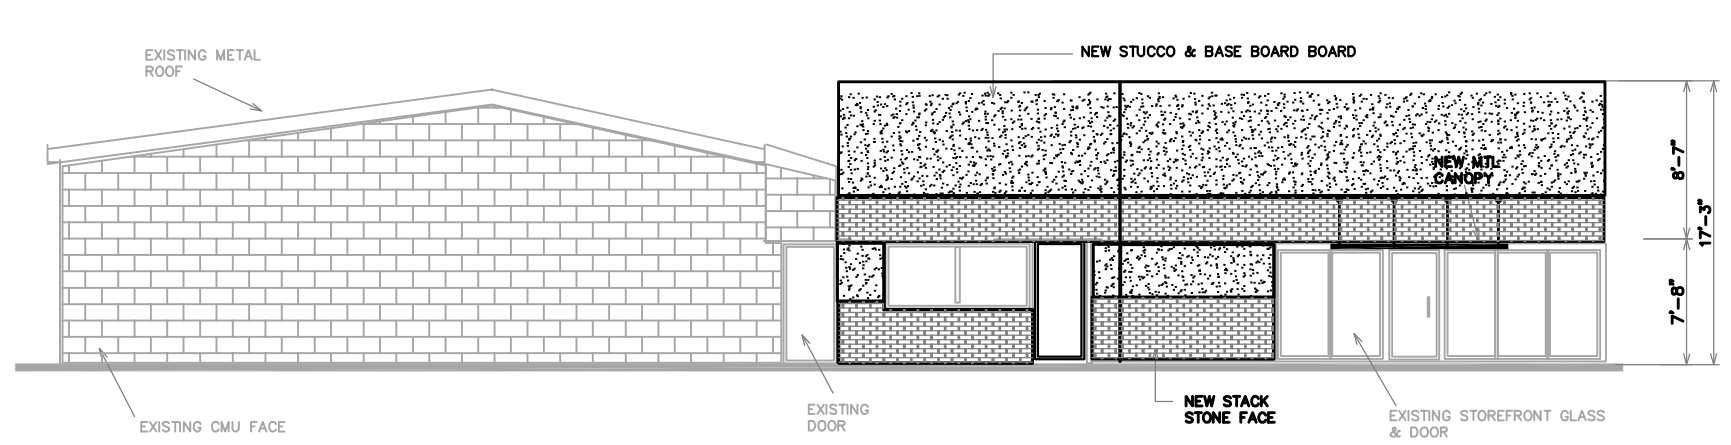 EXISTING METAL
ROOF
NEW STUCCO & BASE BOARD BOARD
NEW MTL
CANOPY
8'-7"
17'-3"
7'-8"
EXISTING CMU FACE
EXISTING
DOOR
NEW STACK
STONE FACE
EXISTING STOREFRONT GLASS
& DOOR